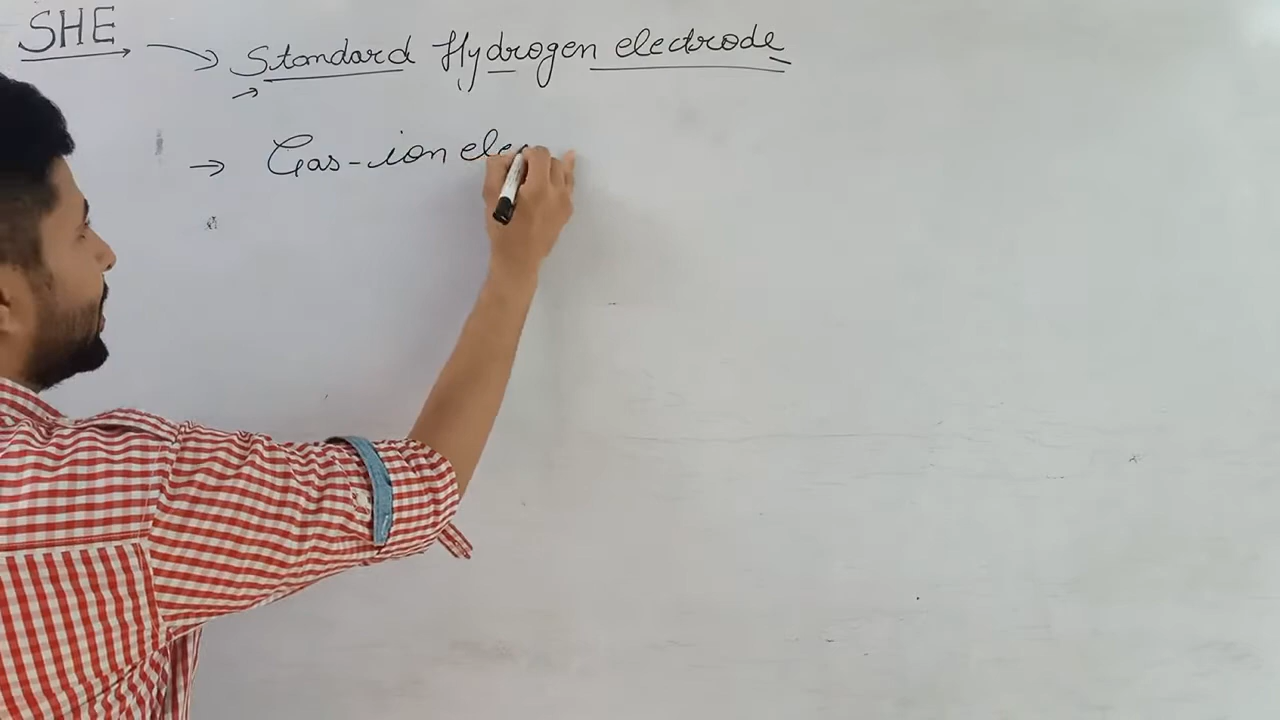 SHE → Standard Hydrogen electrode
→ Gas-ion ele